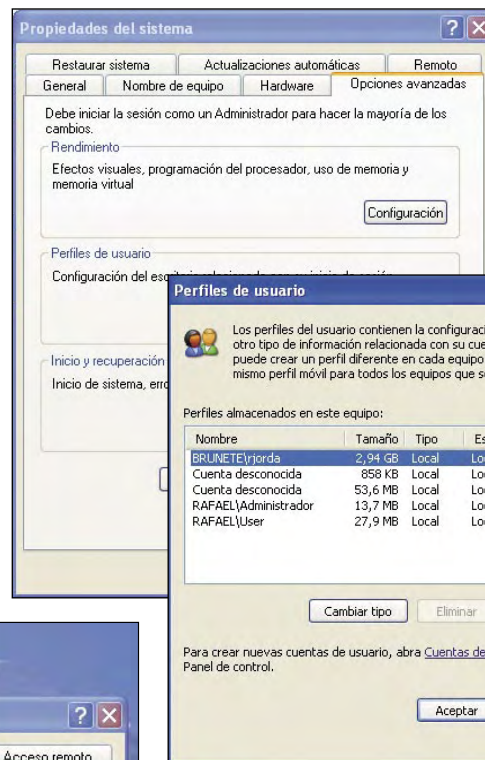 Propiedades del sistema
Restaurar sistema Actualizaciones automáticas Remoto
General Nombre de equipo Hardware Opciones avanzadas
Debe iniciar la sesión como un Administrador para hacer la mayoría de los
cambios.
Rendimiento
Efectos visuales, programación del procesador, uso de memoria y
memoria virtual
Configuración
Perfiles de usuario
Configuración del
Inicio y recuperación
Inicio de sistema,
Perfiles de usuario
Los perfiles del usuario contienen la
otro tipo de información relacionada con su
puede crear un perfil diferente en cada equipo
mismo perfil móvil para todos los equipos que
Perfiles almacenados en este equipo:
Nombre Tamaño Tipo
BRUNETE\rjorda 2,94 GB Local
Cuenta desconocida 858 KB Local
Cuenta desconocida 53,6 MB Local
RAFAEL\Administrador 13,7 MB Local
RAFAEL\User 27,9 MB Local
Cambiar tipo Eliminar
Para crear nuevas cuentas de usuario, abra Cuentas de
Panel de control.
Aceptar
Acceso remoto